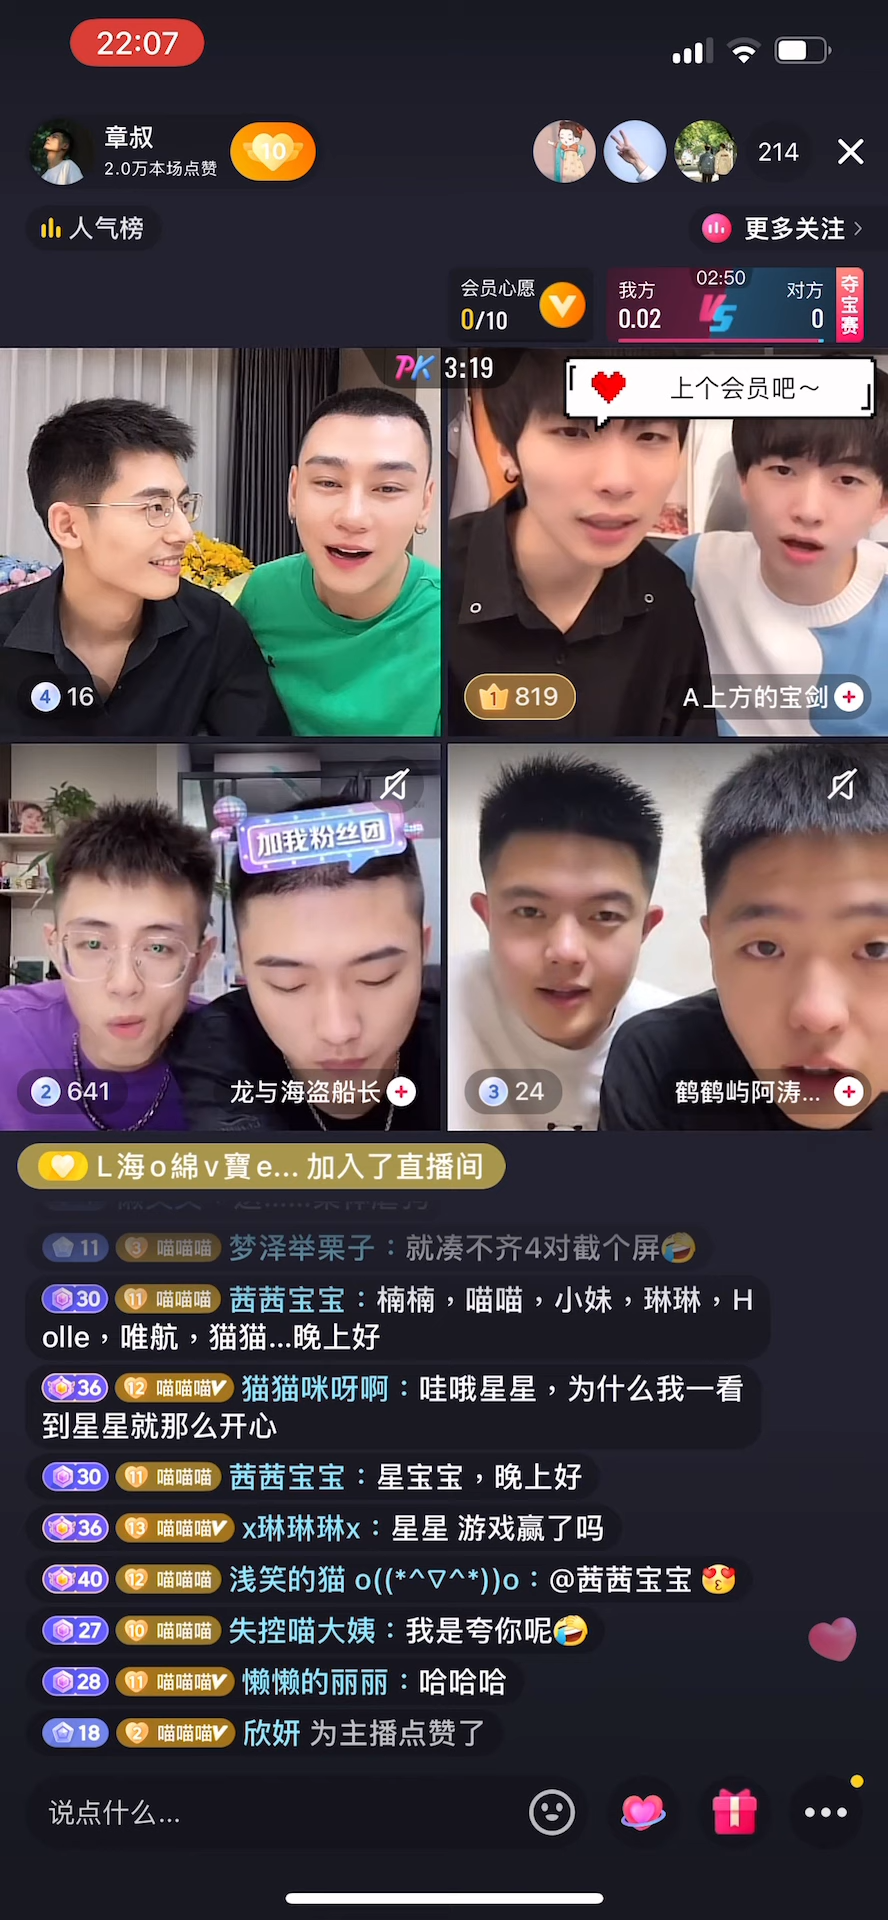 22:07
章叔
2.0万本场点赞
10
214
人气榜
更多关注
会员心愿
0/10
我方
0.02
02:50
VS
对方
0
夺宝赛
PK 3:19
上个会员吧～
4 16
1 819
A上方的宝剑
加我粉丝团
2 641
龙与海盗船长
3 24
鹤鹤屿阿涛...
L海o綿v寶e... 加入了直播间
11 3 喵喵喵 梦泽举栗子：就凑不齐4对截个屏🤣
30 11 喵喵喵 茜茜宝宝：楠楠，喵喵，小妹，琳琳，H
olle，唯航，猫猫...晚上好
36 12 喵喵喵 猫猫咪呀啊：哇哦星星，为什么我一看
到星星就那么开心
30 11 喵喵喵 茜茜宝宝：星宝宝，晚上好
36 13 喵喵喵 x琳琳琳x：星星 游戏赢了吗
40 12 喵喵喵 浅笑的猫 o((*^▽^*))o：@茜茜宝宝 😍
27 10 喵喵喵 失控喵大姨：我是夸你呢🤣
28 11 喵喵喵 懒懒的丽丽：哈哈哈
18 2 喵喵喵 欣妍 为主播点赞了
说点什么...